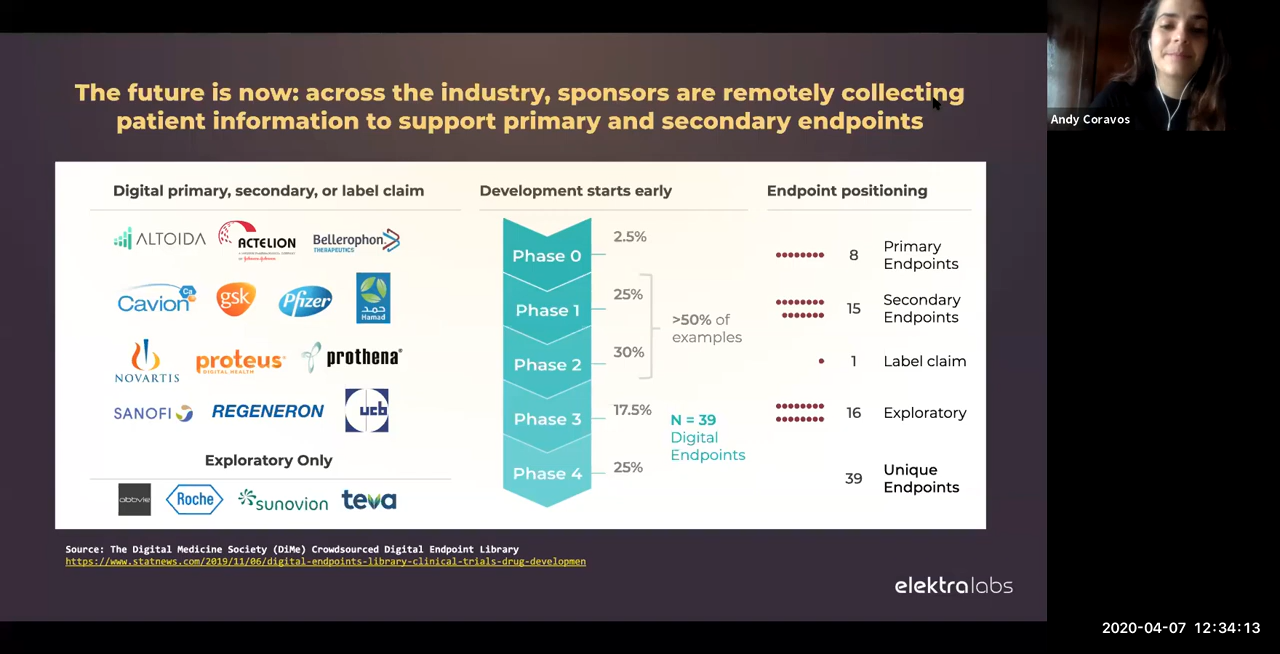 The future is now: across the industry, sponsors are remotely collecting
patient information to support primary and secondary endpoints
Andy Coravos
Digital primary, secondary, or label claim
ALTOIDA
ACTELION
Bellerophon
THERAPEUTICS
Cavion
Ca
gsk
Pfizer
حمد
Hamad
NOVARTIS
proteus
DIGITAL HEALTH
prothena
SANOFI
REGENERON
ucb
Exploratory Only
abbvie
Roche
sunovion
teva
Development starts early
Phase 0
2.5%
Phase 1
25%
Phase 2
30%
>50% of
examples
Phase 3
17.5%
Phase 4
25%
N = 39
Digital
Endpoints
Endpoint positioning
8 Primary
Endpoints
15 Secondary
Endpoints
1 Label claim
16 Exploratory
39 Unique
Endpoints
Source: The Digital Medicine Society (DiMe) Crowdsourced Digital Endpoint Library
https://www.statnews.com/2019/11/06/digital-endpoints-library-clinical-trials-drug-developmen
elektralabs
2020-04-07 12:34:13